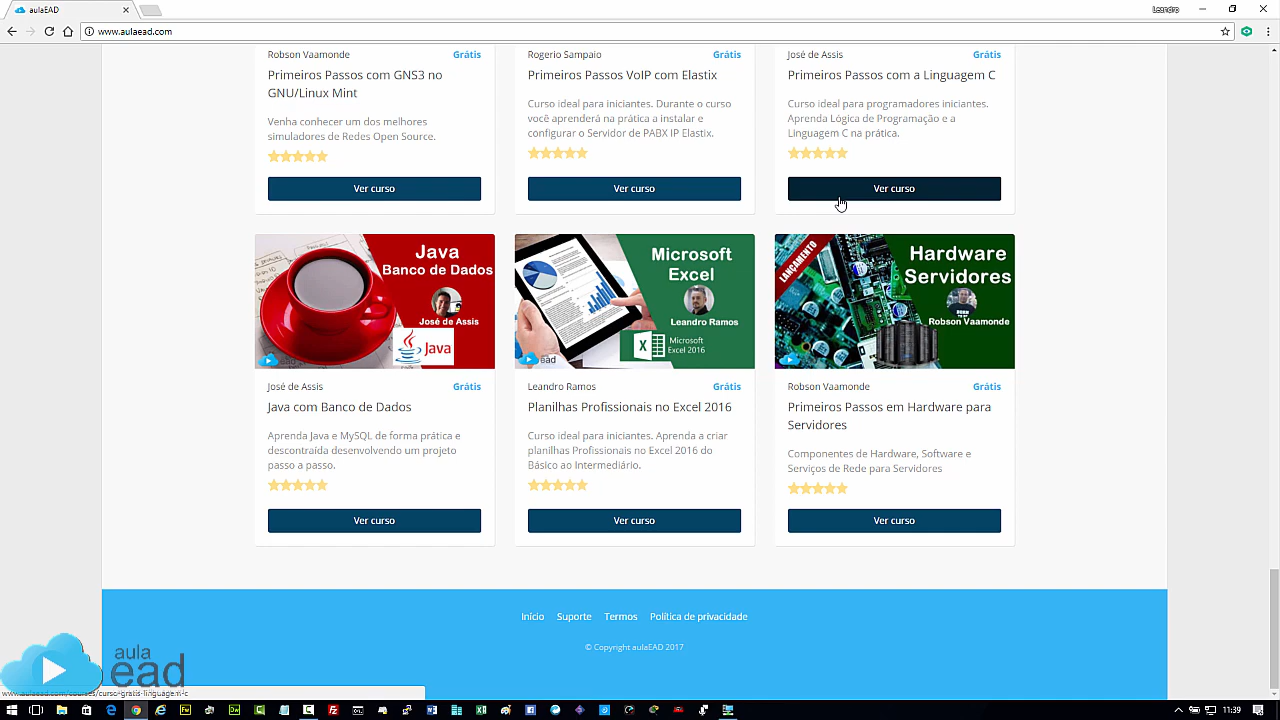 aulaEAD
Leandro
www.aulaead.com
Robson Vaamonde
Grátis
Primeiros Passos com GNS3 no
GNU/Linux Mint
Venha conhecer um dos melhores
simuladores de Redes Open Source.
Ver curso
Rogerio Sampaio
Grátis
Primeiros Passos VoIP com Elastix
Curso ideal para iniciantes. Durante o curso
você aprenderá na prática a instalar e
configurar o Servidor de PABX IP Elastix.
Ver curso
José de Assis
Grátis
Primeiros Passos com a Linguagem C
Curso ideal para programadores iniciantes.
Aprenda Lógica de Programação e a
Linguagem C na prática.
Ver curso
Java
Banco de Dados
José de Assis
Java
ead
José de Assis
Grátis
Java com Banco de Dados
Aprenda Java e MySQL de forma prática e
descontraída desenvolvendo um projeto
passo a passo.
Ver curso
Microsoft
Excel
Leandro Ramos
Microsoft
Excel 2016
ead
Leandro Ramos
Grátis
Planilhas Profissionais no Excel 2016
Curso ideal para iniciantes. Aprenda a criar
planilhas Profissionais no Excel 2016 do
Básico ao Intermediário.
Ver curso
LANÇAMENTO
Hardware
Servidores
Robson Vaamonde
Robson Vaamonde
Grátis
Primeiros Passos em Hardware para
Servidores
Componentes de Hardware, Software e
Serviços de Rede para Servidores
Ver curso
Início Suporte Termos Política de privacidade
© Copyright aulaEAD 2017
aula
ead
www.aulaead.com/courses/curso-gratis-linguagem-c
11:39